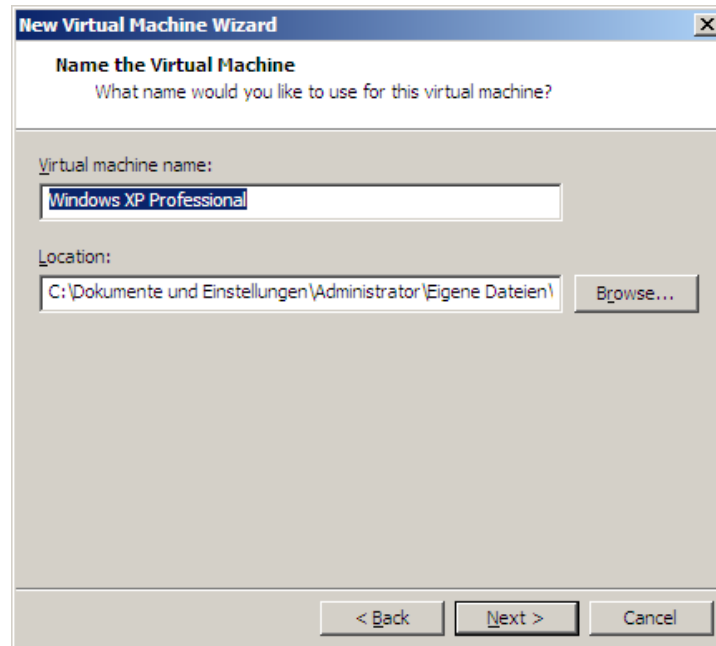 New Virtual Machine Wizard
Name the Virtual Machine
What name would you like to use for this virtual machine?
Virtual machine name:
Windows XP Professional
Location:
C:\Dokumente und Einstellungen\Administrator\Eigene Dateien\
Browse...
< Back
Next >
Cancel